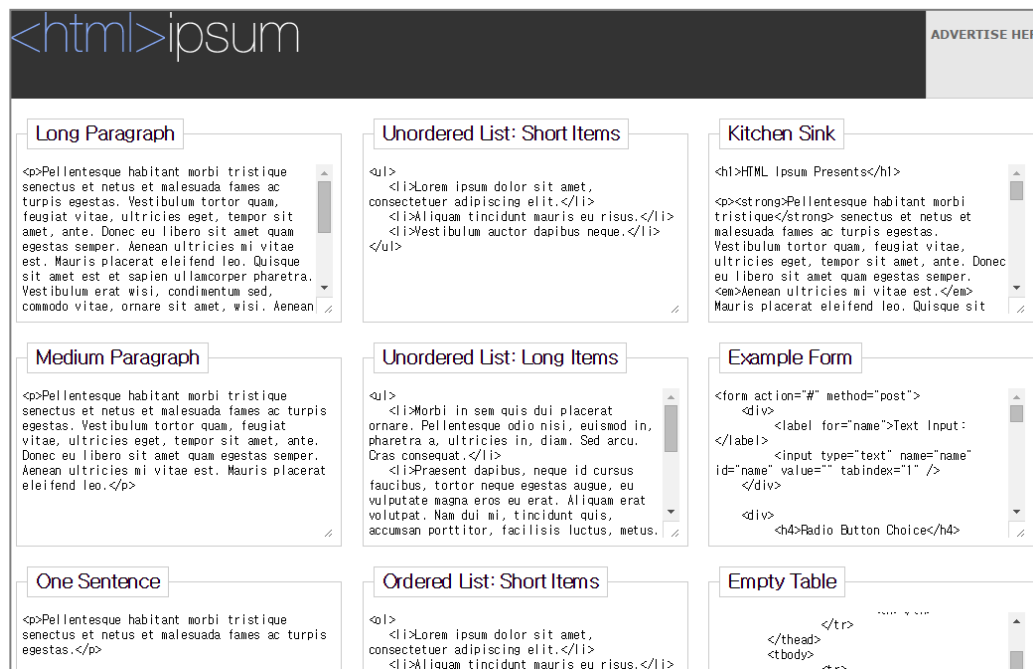 <html>ipsum
ADVERTISE HER
Long Paragraph
<p>Pellentesque habitant morbi tristique
senectus et netus et malesuada fames ac
turpis egestas. Vestibulum tortor quam,
feugiat vitae, ultricies eget, tempor sit
amet, ante. Donec eu libero sit amet quam
egestas semper. Aenean ultricies mi vitae
est. Mauris placerat eleifend leo. Quisque
sit amet est et sapien ullamcorper pharetra.
Vestibulum erat wisi, condimentum sed,
commodo vitae, ornare sit amet, wisi. Aenean
Unordered List: Short Items
<ul>
<li>Lorem ipsum dolor sit amet,
consectetuer adipiscing elit.</li>
<li>Aliquam tincidunt mauris eu risus.</li>
<li>Vestibulum auctor dapibus neque.</li>
</ul>
Kitchen Sink
<h1>HTML Ipsum Presents</h1>
<p><strong>Pellentesque habitant morbi
tristique</strong> senectus et netus et
malesuada fames ac turpis egestas.
Vestibulum tortor quam, feugiat vitae,
ultricies eget, tempor sit amet, ante. Donec
eu libero sit amet quam egestas semper.
<em>Aenean ultricies mi vitae est.</em>
Mauris placerat eleifend leo. Quisque sit
Medium Paragraph
<p>Pellentesque habitant morbi tristique
senectus et netus et malesuada fames ac turpis
egestas. Vestibulum tortor quam, feugiat
vitae, ultricies eget, tempor sit amet, ante.
Donec eu libero sit amet quam egestas semper.
Aenean ultricies mi vitae est. Mauris placerat
eleifend leo.</p>
Unordered List: Long Items
<ul>
<li>Morbi in sem quis dui placerat
ornare. Pellentesque odio nisi, euismod in,
pharetra a, ultricies in, diam. Sed arcu.
Cras consequat.</li>
<li>Praesent dapibus, neque id cursus
faucibus, tortor neque egestas augue, eu
vulputate magna eros eu erat. Aliquam erat
volutpat. Nam dui mi, tincidunt quis,
accumsan porttitor, facilisis luctus, metus.
Example Form
<form action="#" method="post">
<div>
<label for="name">Text Input:
</label>
<input type="text" name="name"
id="name" value="" tabindex="1" />
</div>
<div>
<h4>Radio Button Choice</h4>
One Sentence
<p>Pellentesque habitant morbi tristique
senectus et netus et malesuada fames ac turpis
egestas.</p>
Ordered List: Short Items
<ol>
<li>Lorem ipsum dolor sit amet,
consectetuer adipiscing elit.</li>
<li>Aliquam tincidunt mauris eu risus.</li>
Empty Table
</tr>
</thead>
<tbody>
<tr>